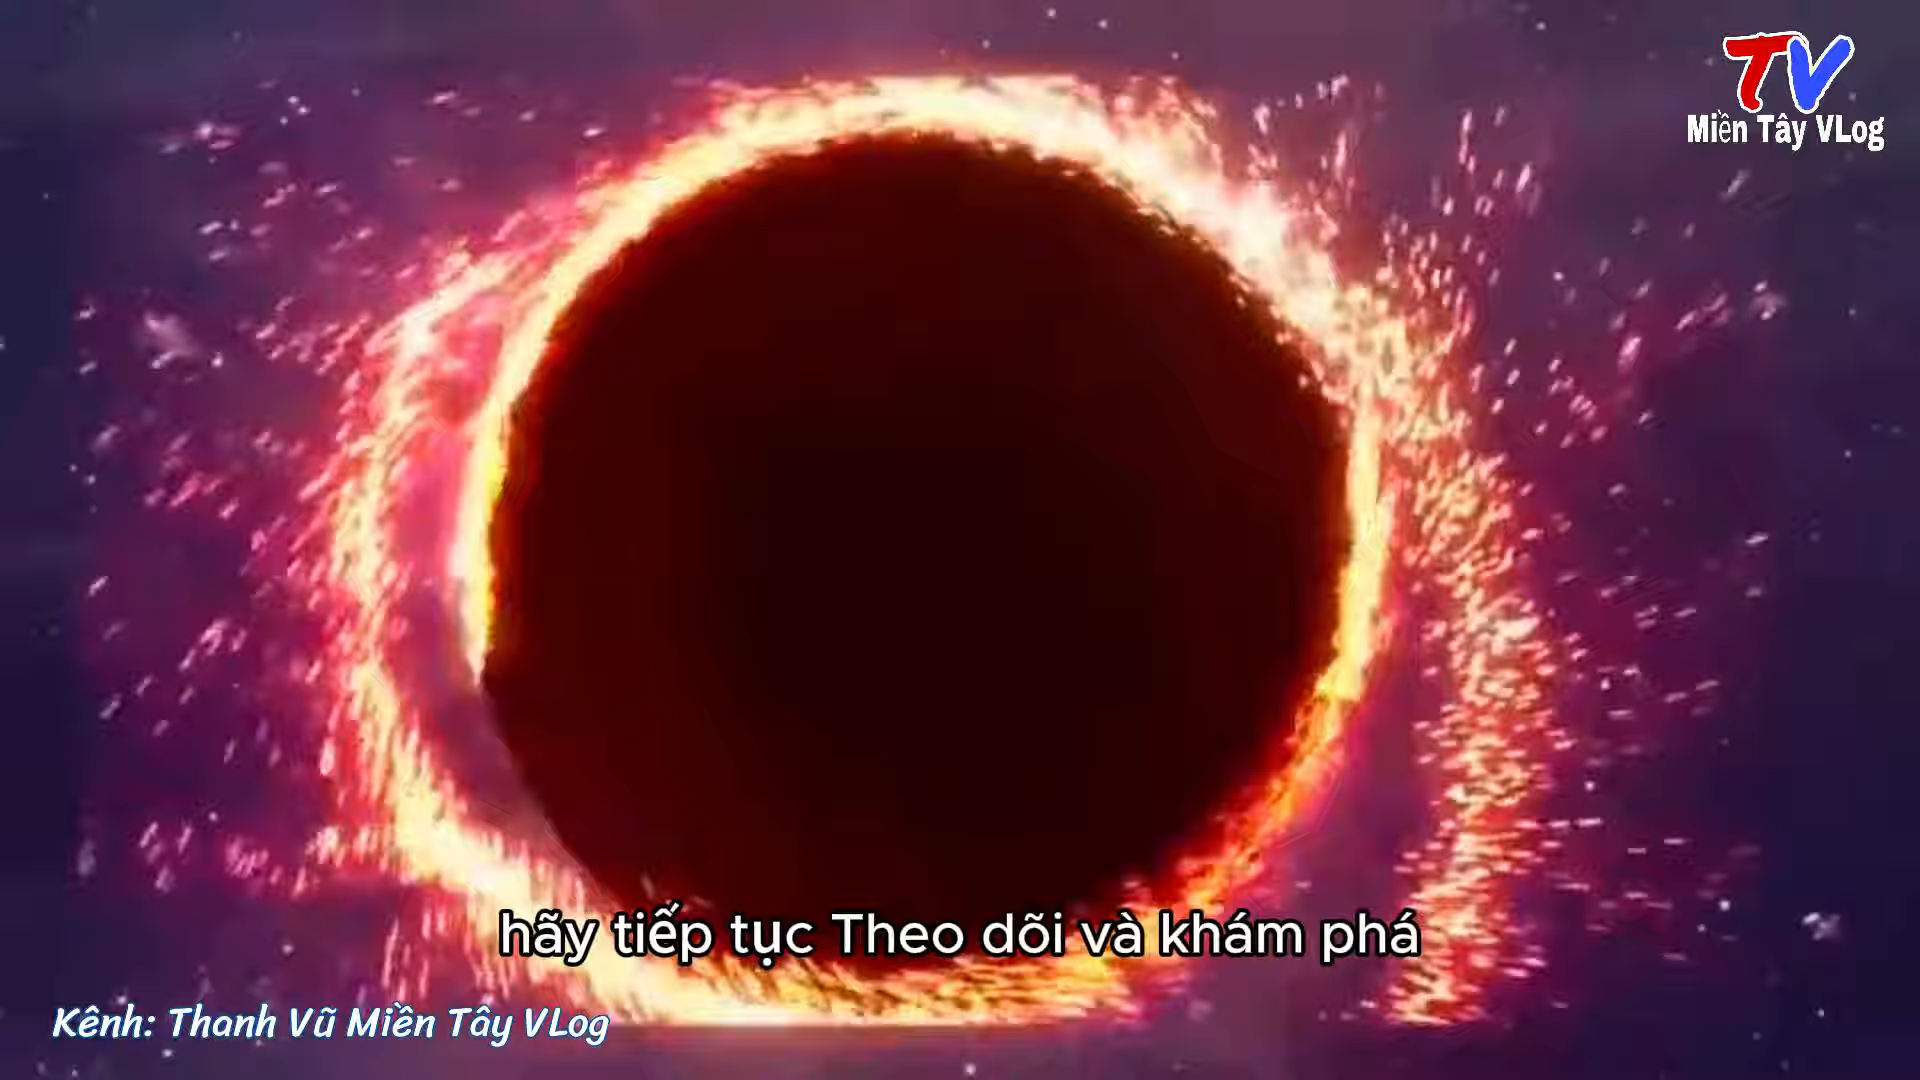 TV
Miền Tây VLog
hãy tiếp tục Theo dõi và khám phá
Kênh: Thanh Vũ Miền Tây VLog